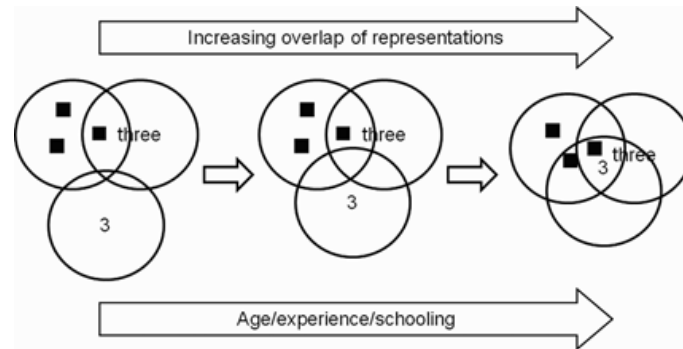 Increasing overlap of representations
three
three
three
3
3
3
Age/experience/schooling